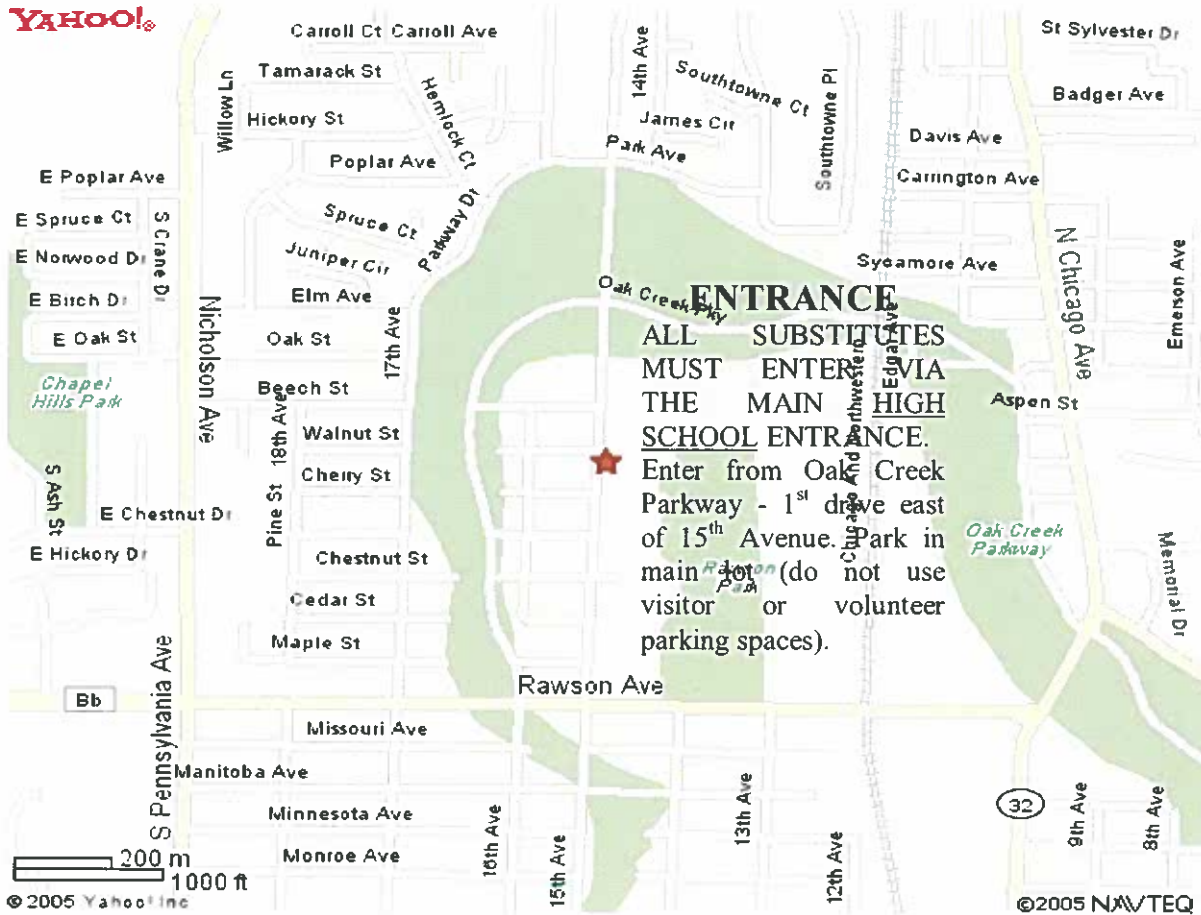 YAHOO!®
Carroll Ct Carroll Ave
14th Ave
St Sylvester Dr
Tamarack St
Hemlock Ct
Southtowne Ct
Southtowne Pl
Badger Ave
Willow Ln
Hickory St
James Cir
Davis Ave
Poplar Ave
Park Ave
Carrington Ave
E Poplar Ave
E Spruce Ct
S Crane Dr
Spruce Ct
Parkway Dr
N Chicago Ave
E Norwood Dr
Juniper Cir
Sycamore Ave
Emerson Ave
E Birch Dr
Nicholson Ave
Elm Ave
Oak Creek Pky
E Oak St
Oak St
17th Ave
Edgar Ave
ENTRANCE
ALL SUBSTITUTES
MUST ENTER VIA
THE MAIN HIGH
SCHOOL ENTRANCE.
Enter from Oak Creek
Parkway - 1st drive east
of 15th Avenue. Park in
main lot (do not use
visitor or volunteer
parking spaces).
Chicago And Northwestern
Chapel
Hills Park
Beech St
Aspen St
18th Ave
Walnut St
Cherry St
S Ash St
Pine St
E Chestnut Dr
E Hickory Dr
Chestnut St
Oak Creek
Parkway
Park
Memorial Dr
Cedar St
Maple St
Rawson Ave
Bb
S Pennsylvania Ave
Missouri Ave
Manitoba Ave
Minnesota Ave
Monroe Ave
16th Ave
15th Ave
13th Ave
12th Ave
32
9th Ave
8th Ave
200 m
1000 ft
©2005 Yahoo! Inc
©2005 NAVTEQ